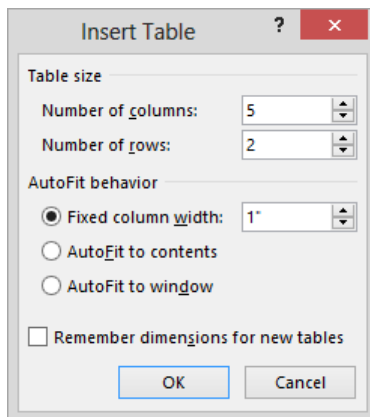 Insert Table ? ×
Table size
Number of columns: 5
Number of rows: 2
AutoFit behavior
Fixed column width: 1"
AutoFit to contents
AutoFit to window
Remember dimensions for new tables
OK Cancel